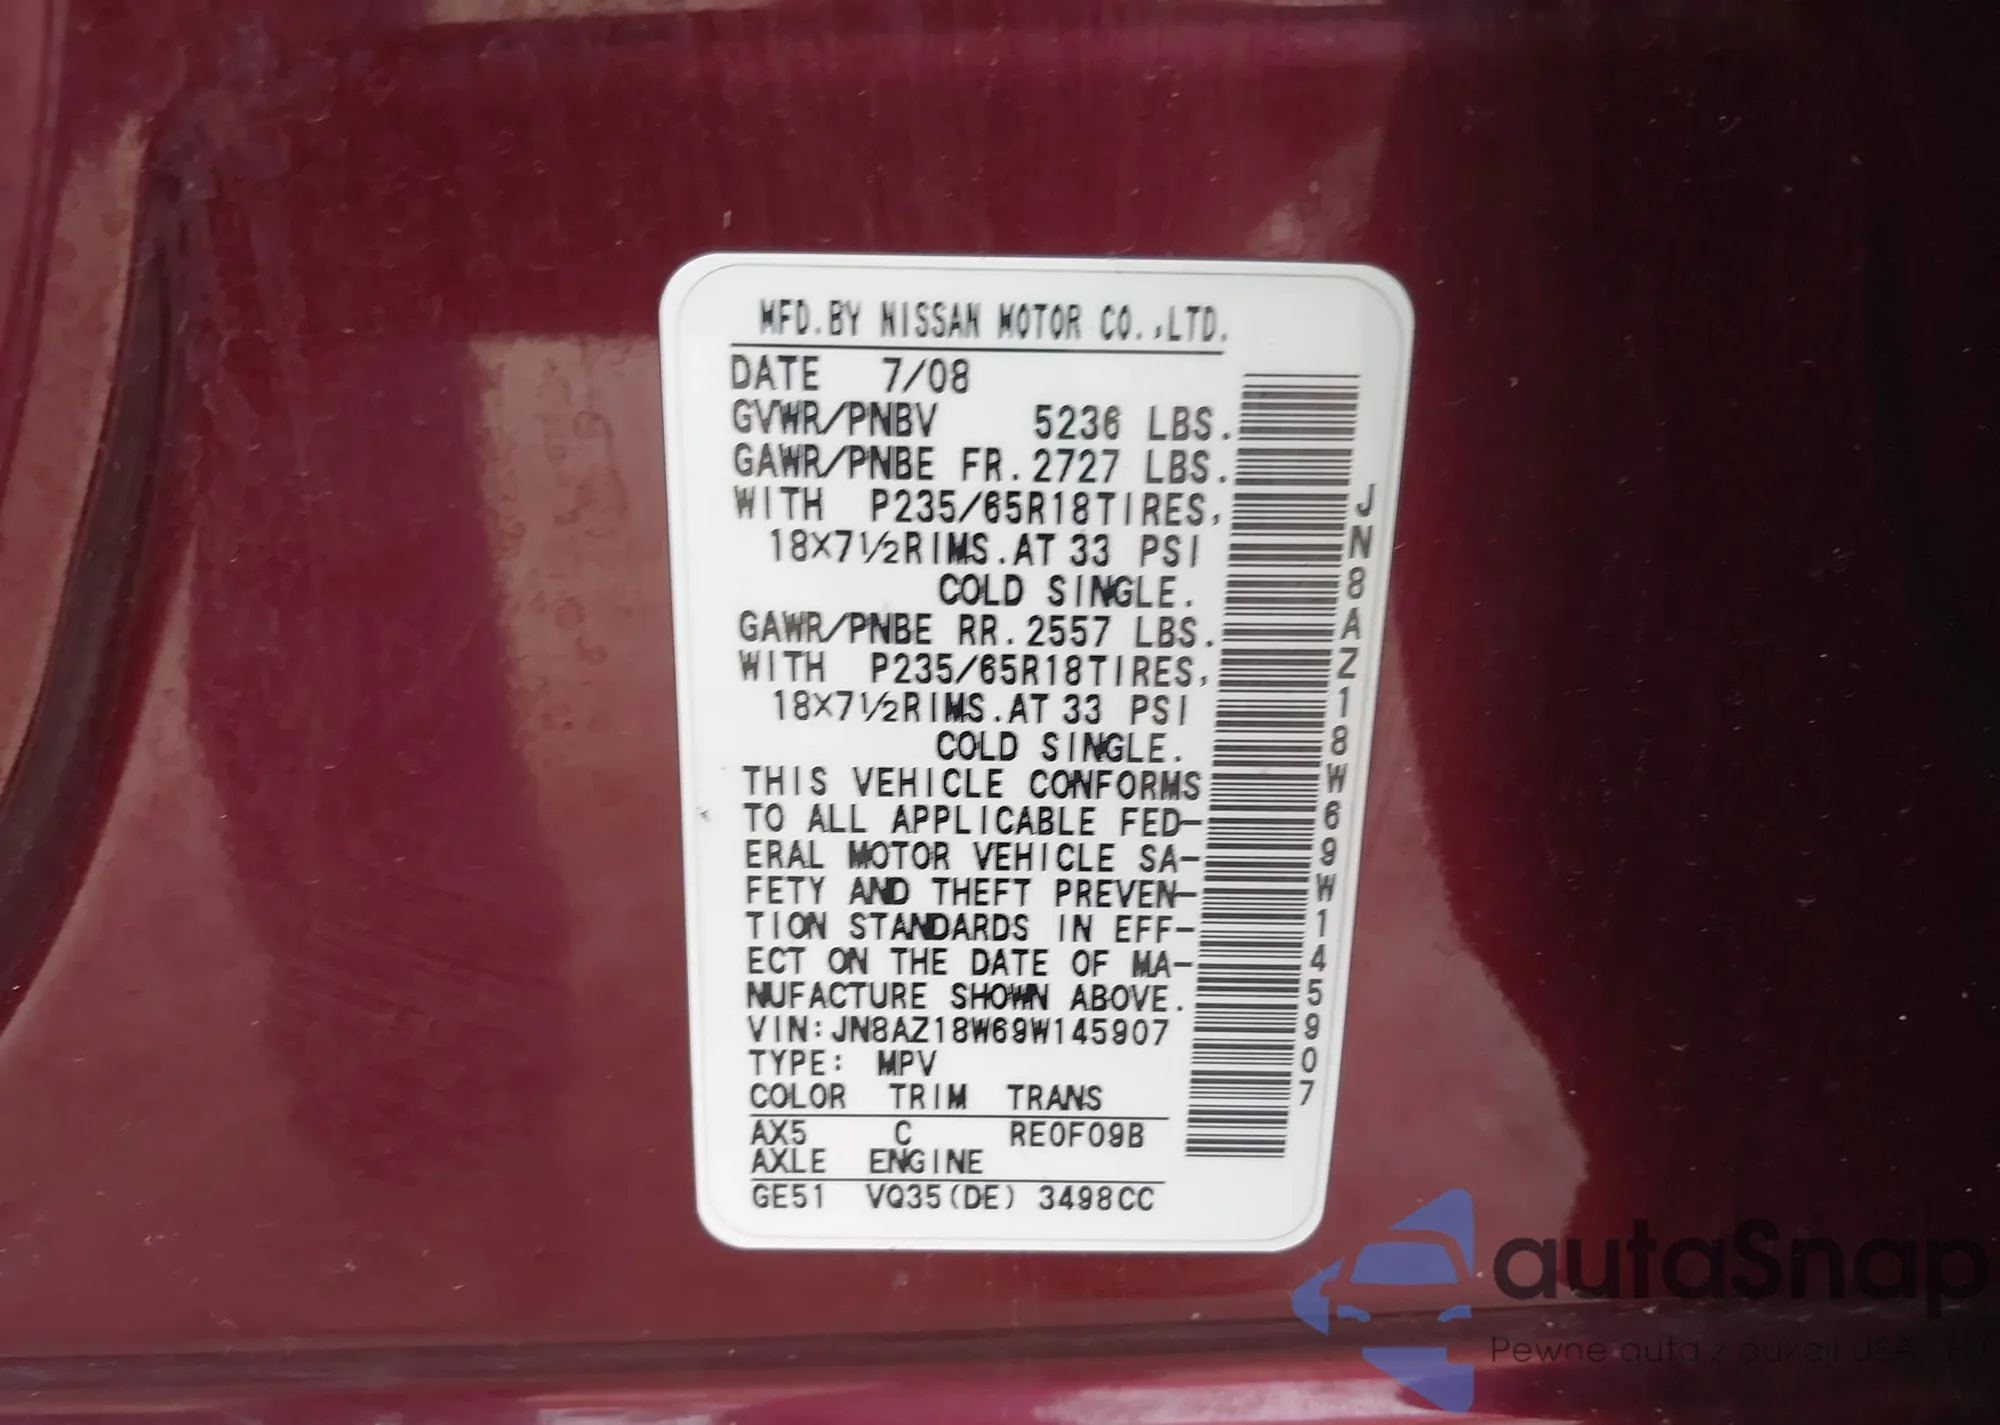 MFD.BY NISSAN MOTOR CO.,LTD.
DATE 7/08
GVWR/PNBV 5236 LBS.
GAWR/PNBE FR.2727 LBS.
WITH P235/65R18TIRES,
18X7½RIMS.AT 33 PSI
COLD SINGLE.
GAWR/PNBE RR.2557 LBS.
WITH P235/65R18TIRES,
18X7½RIMS.AT 33 PSI
COLD SINGLE.
THIS VEHICLE CONFORMS
TO ALL APPLICABLE FED-
ERAL MOTOR VEHICLE SA-
FETY AND THEFT PREVEN-
TION STANDARDS IN EFF-
ECT ON THE DATE OF MA-
NUFACTURE SHOWN ABOVE.
VIN:JN8AZ18W69W145907
TYPE: MPV
COLOR TRIM TRANS
AX5 C RE0F09B
AXLE ENGINE
GE51 VQ35(DE) 3498CC
JN8AZ18W69W145907
autaSnap
Pewne auta z aukcji USA